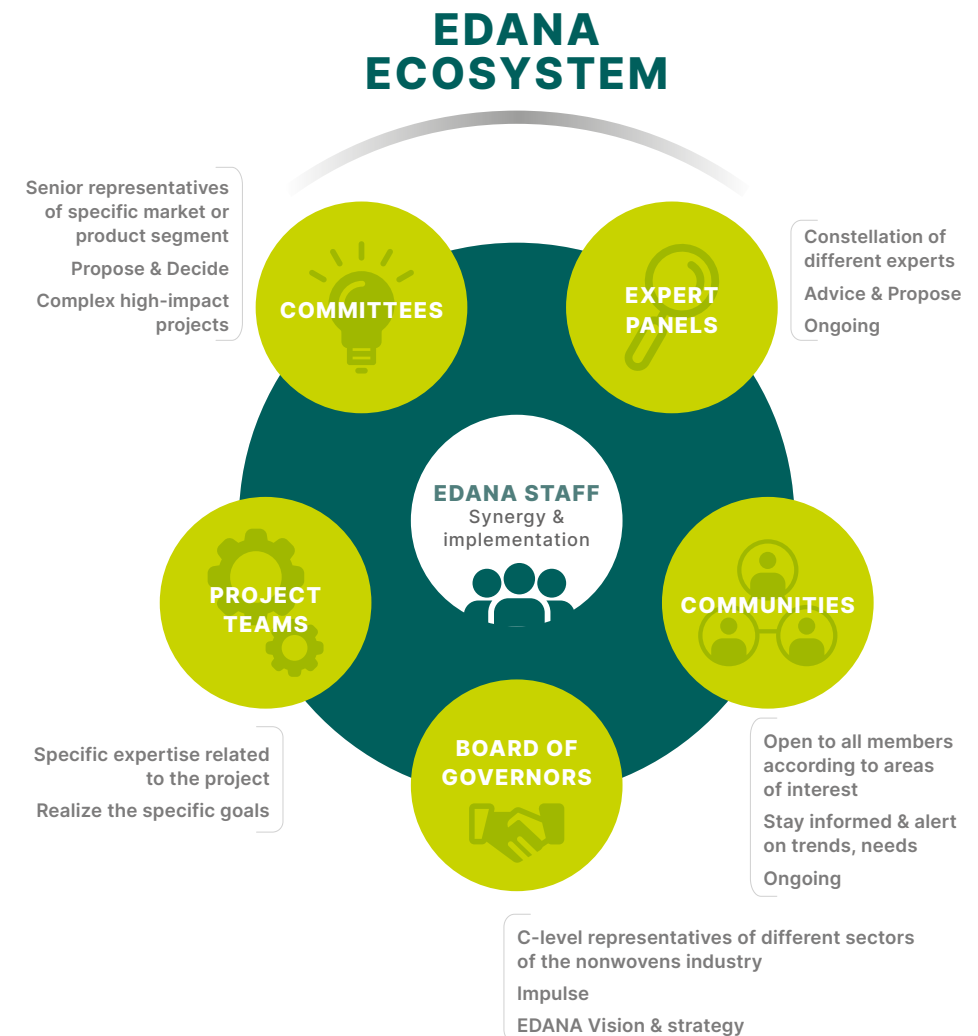 EDANA
ECOSYSTEM
Senior representatives
of specific market or
product segment
Propose & Decide
Complex high-impact
projects
COMMITTEES
EXPERT
PANELS
Constellation of
different experts
Advice & Propose
Ongoing
EDANA STAFF
Synergy &
implementation
PROJECT
TEAMS
COMMUNITIES
Specific expertise related
to the project
Realize the specific goals
BOARD OF
GOVERNORS
Open to all members
according to areas
of interest
Stay informed & alert
on trends, needs
Ongoing
C-level representatives of different sectors
of the nonwovens industry
Impulse
EDANA Vision & strategy